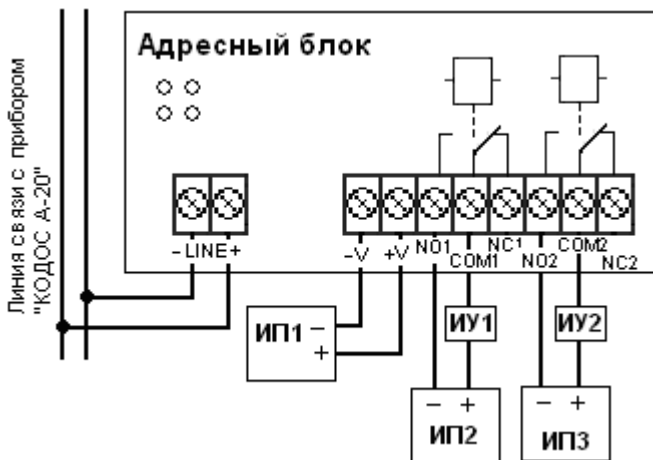 Адресный блок
Линия связи с прибором
"КОДОС А-20"
– LINE +
–V
+V
NO1
COM1
NC1
NO2
COM2
NC2
ИП1
–
+
ИУ1
ИУ2
– +
ИП2
– +
ИП3